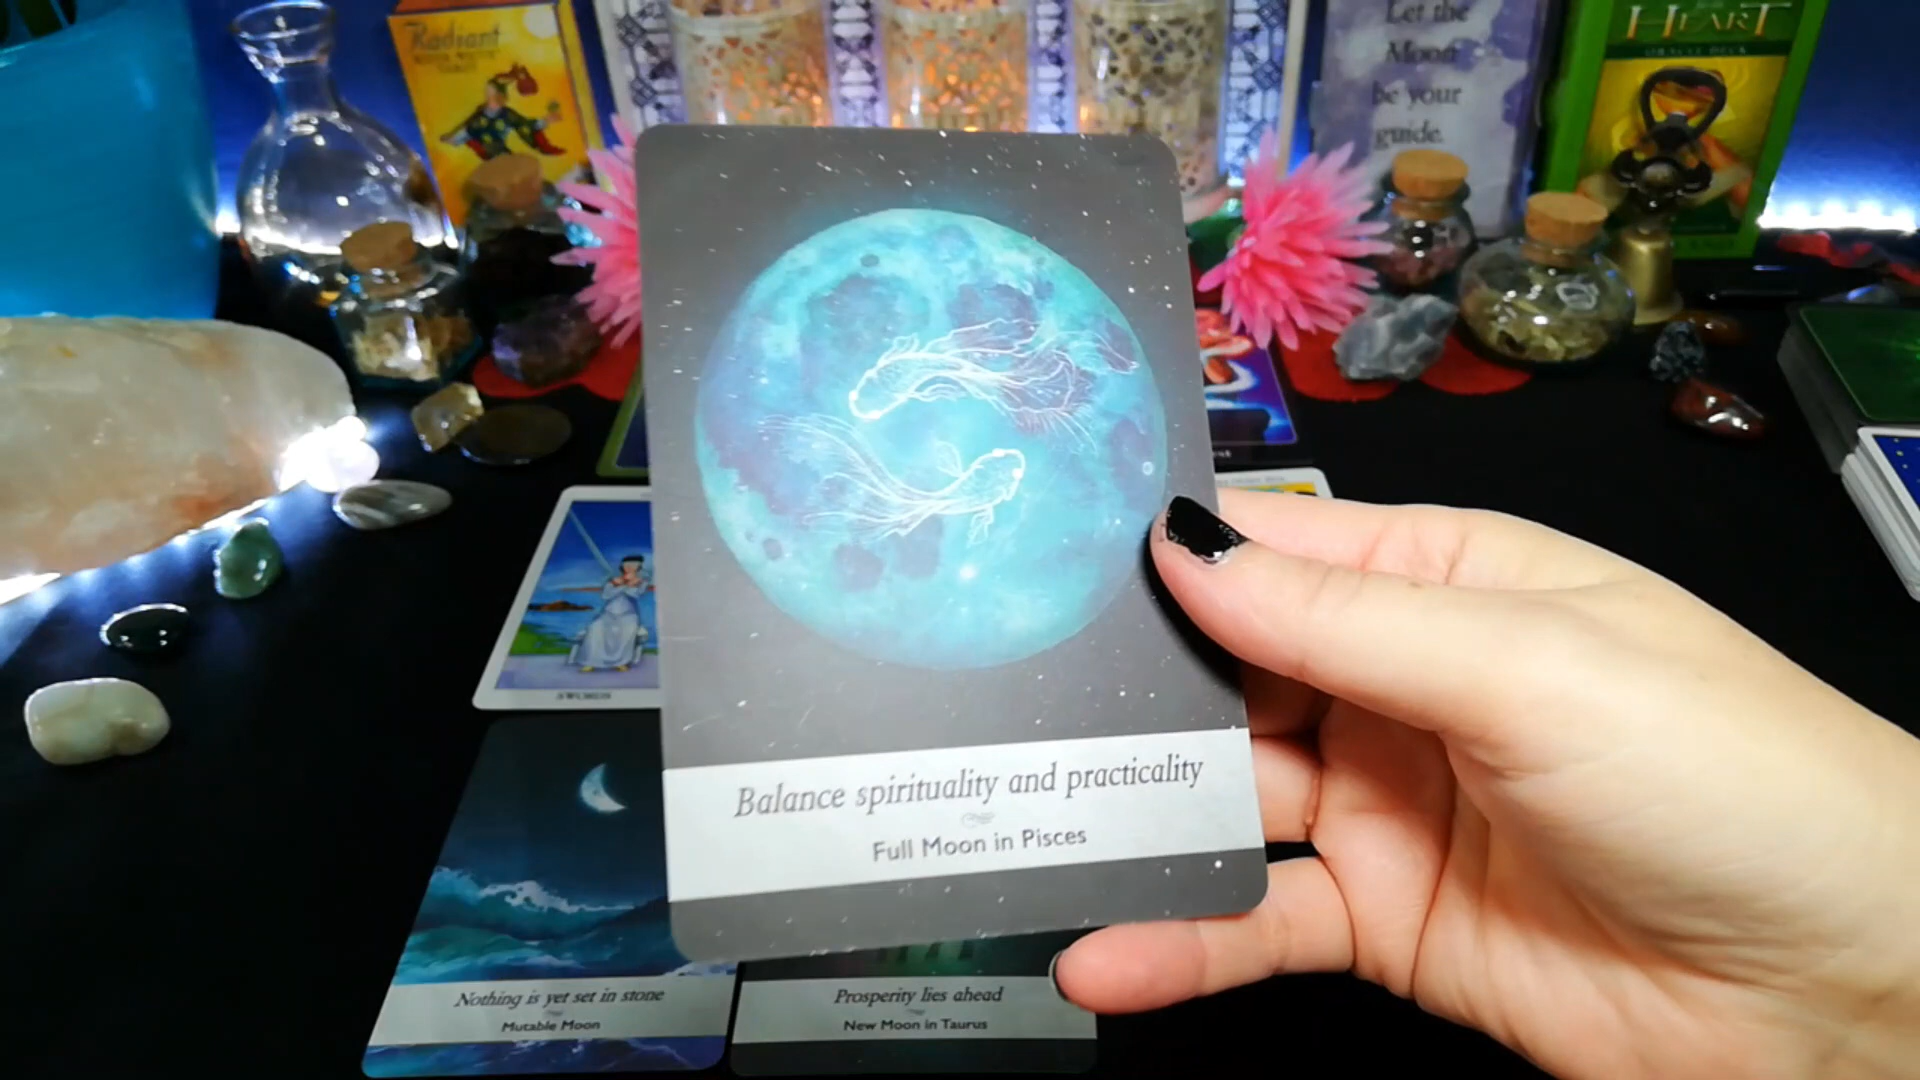 Radiant
Let the
Moon
be your
guide.
HEART
ORACLE DECK
SWORDS
Balance spirituality and practicality
Full Moon in Pisces
Nothing is yet set in stone
Mutable Moon
Prosperity lies ahead
New Moon in Taurus